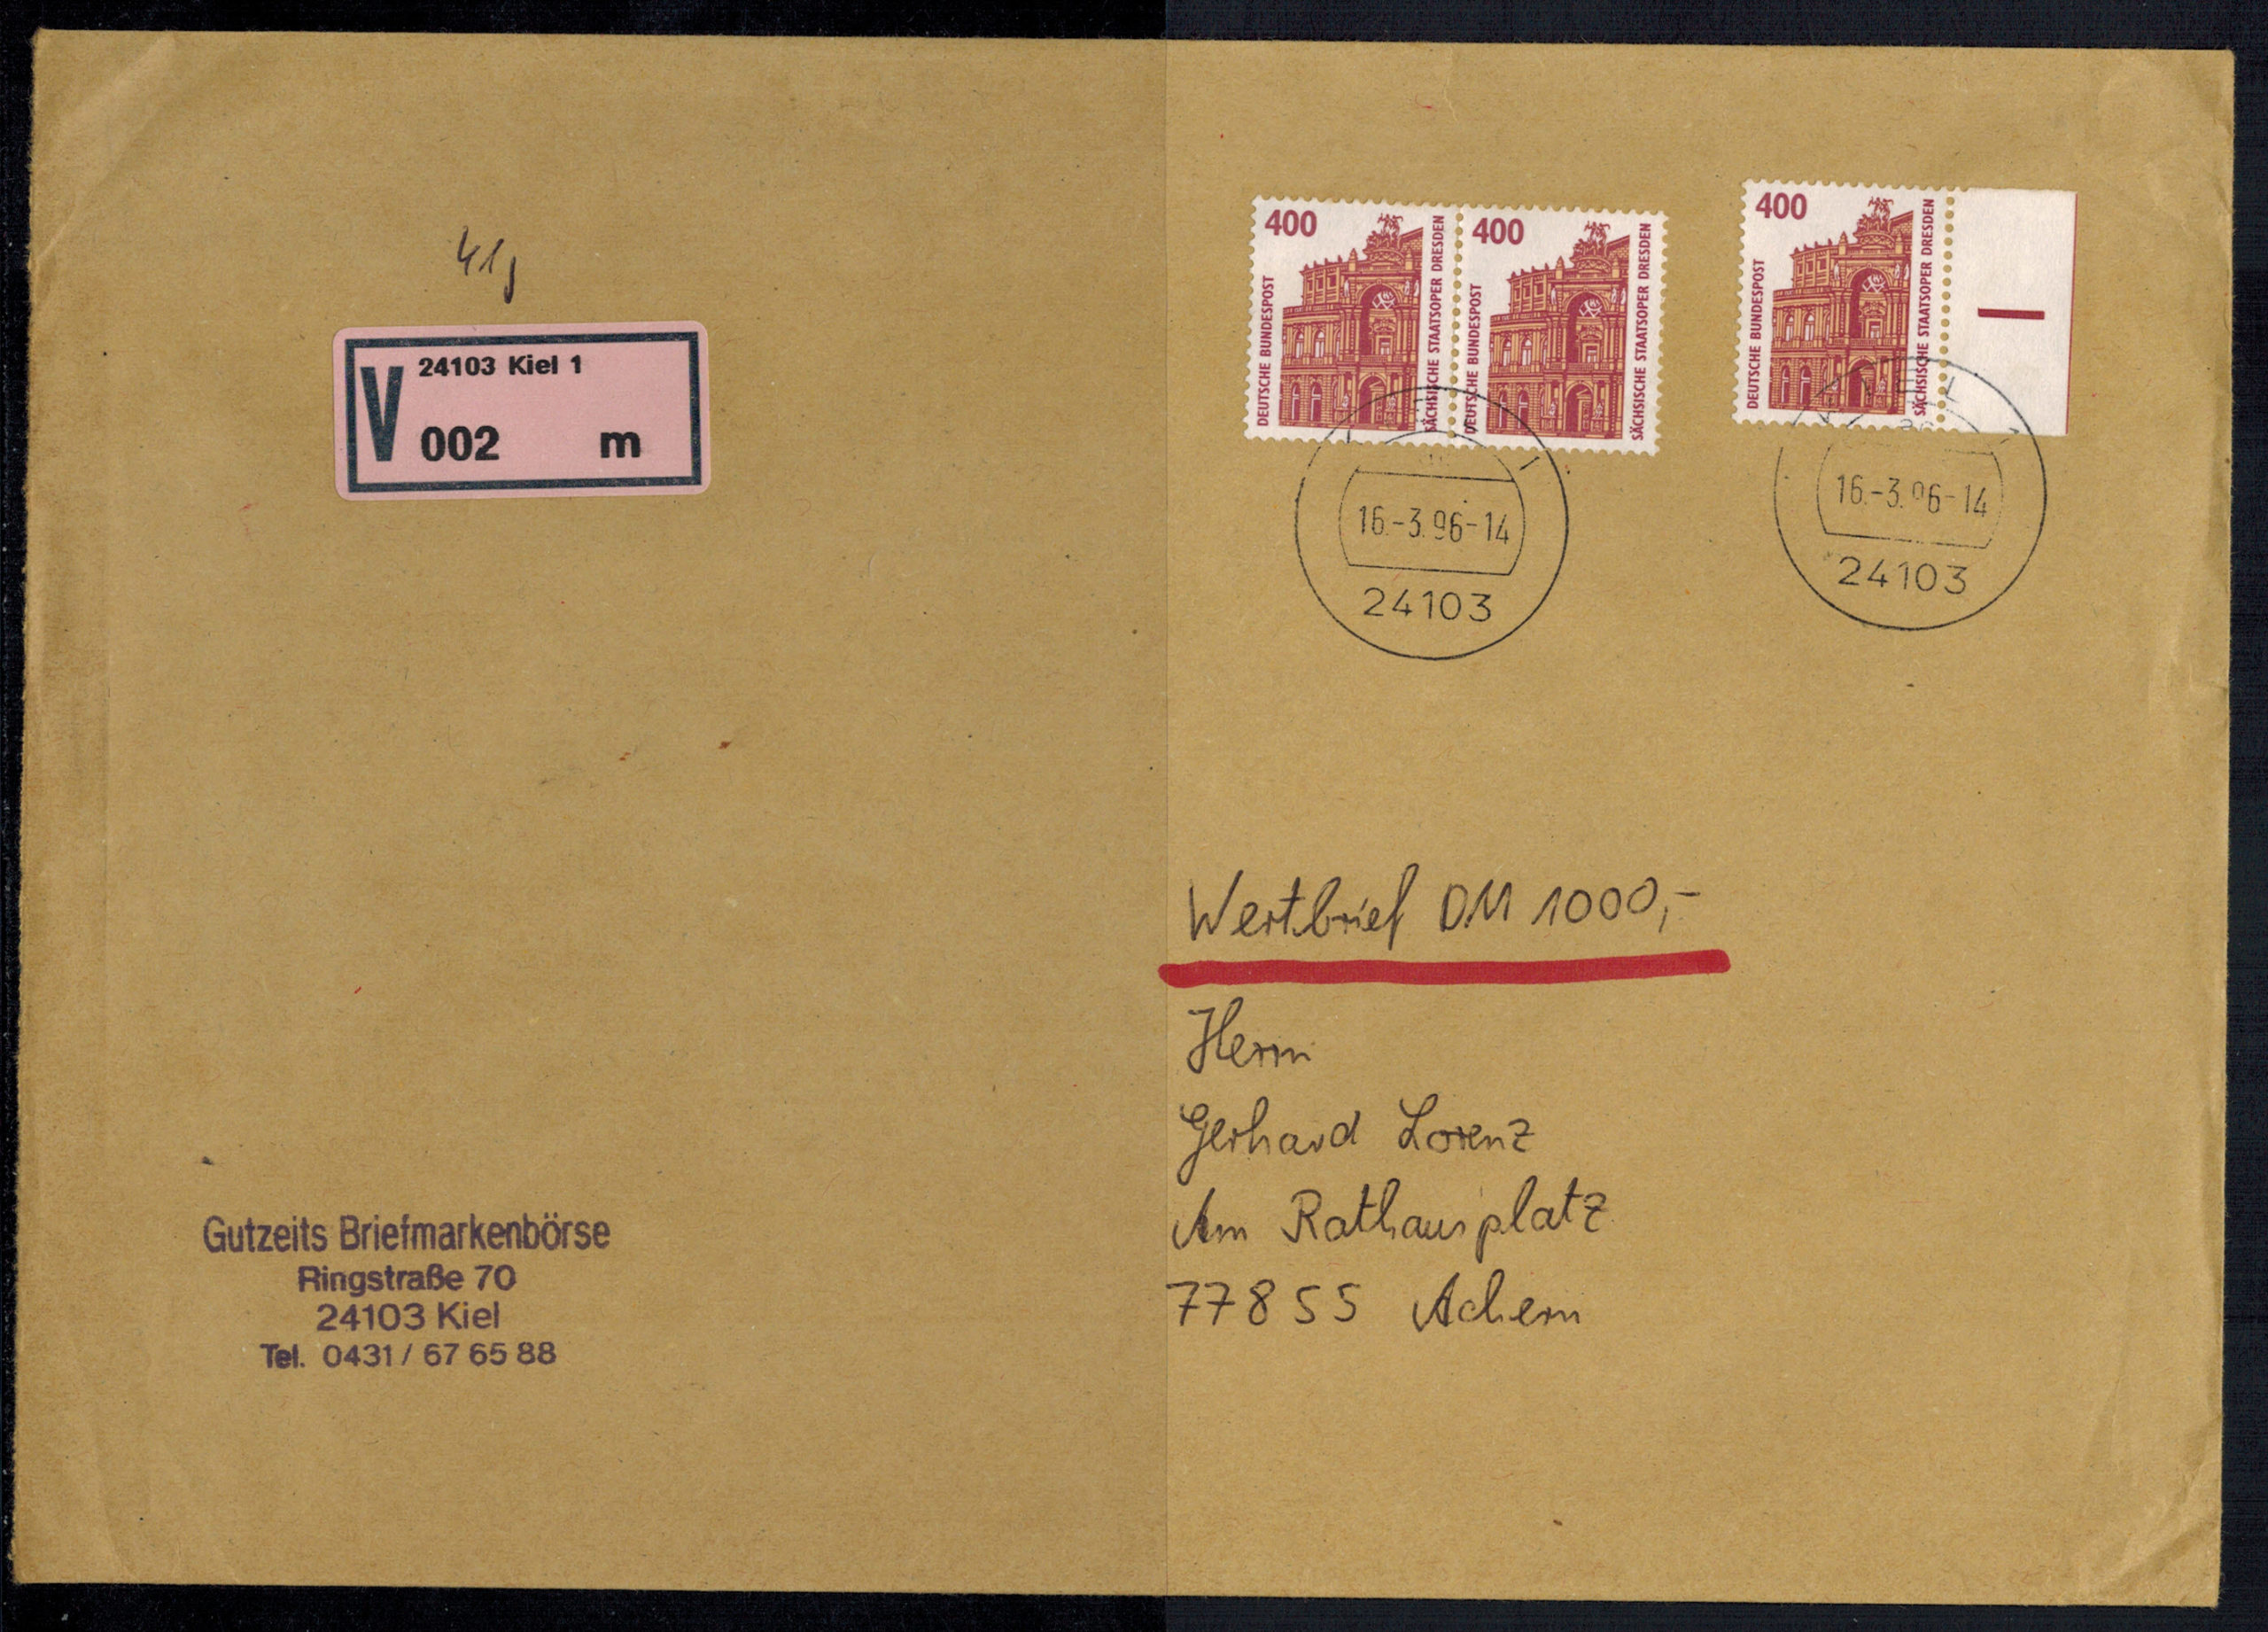 41g
V 24103 Kiel 1
002 m
400
DEUTSCHE BUNDESPOST
SÄCHSISCHE STAATSOPER DRESDEN
400
DEUTSCHE BUNDESPOST
SÄCHSISCHE STAATSOPER DRESDEN
400
DEUTSCHE BUNDESPOST
SÄCHSISCHE STAATSOPER DRESDEN
16.-3.96-14
24103
KIEL 1
16.-3.96-14
24103
Wertbrief DM 1000,-
Herrn
Gerhard Lorenz
Am Rathausplatz
77855 Achern
Gutzeits Briefmarkenbörse
Ringstraße 70
24103 Kiel
Tel. 0431 / 67 65 88